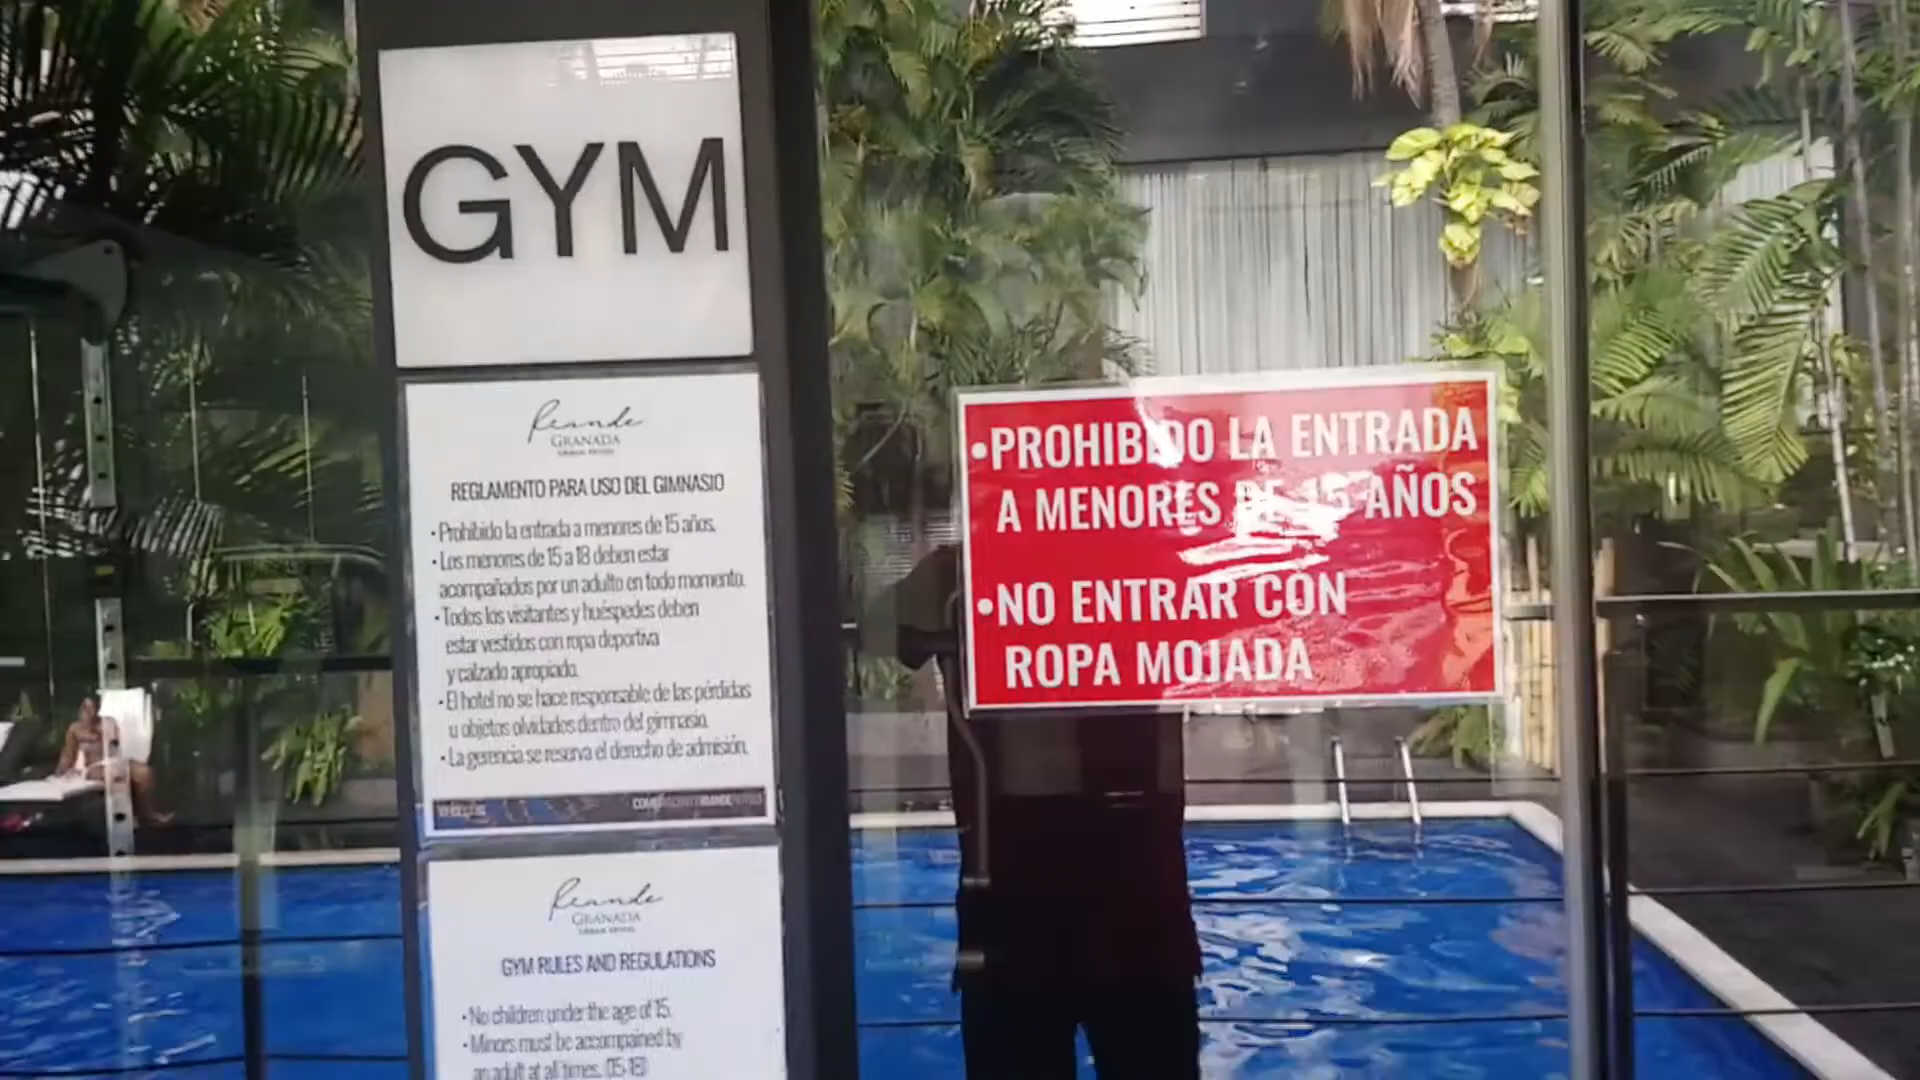 GYM
GRANADA
REGLAMENTO PARA USO DEL GIMNASIO
• Prohibido la entrada a menores de 15 años.
• Los menores de 15 a 18 deben estar
acompañados por un adulto en todo momento.
• Todos los visitantes y huéspedes deben
estar vestidos con ropa deportiva
y calzado apropiado.
• El hotel no se hace responsable de las pérdidas
u objetos olvidados dentro del gimnasio.
• La gerencia se reserva el derecho de admisión.
GRANADA
GYM RULES AND REGULATIONS
• No children under the age of 15.
• Minors must be accompained by
an adult at all times. (15-18)
•PROHIBIDO LA ENTRADA
A MENORES DE 15 AÑOS
•NO ENTRAR CON
ROPA MOJADA